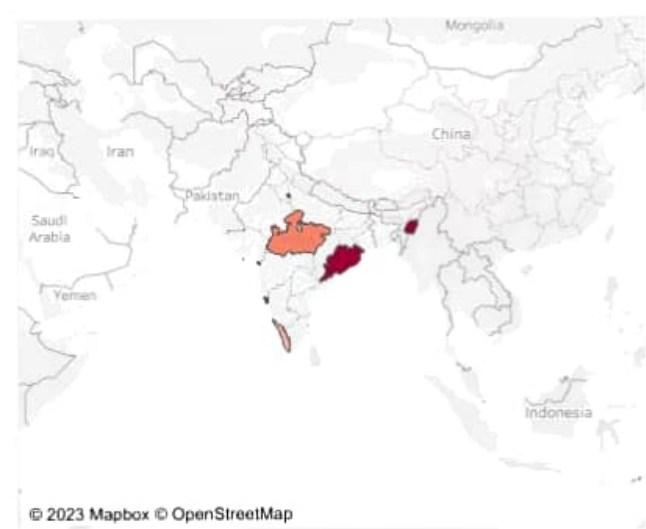 Mongolia
China
Iraq
Iran
Pakistan
Saudi
Arabia
Yemen
Indonesia
© 2023 Mapbox © OpenStreetMap